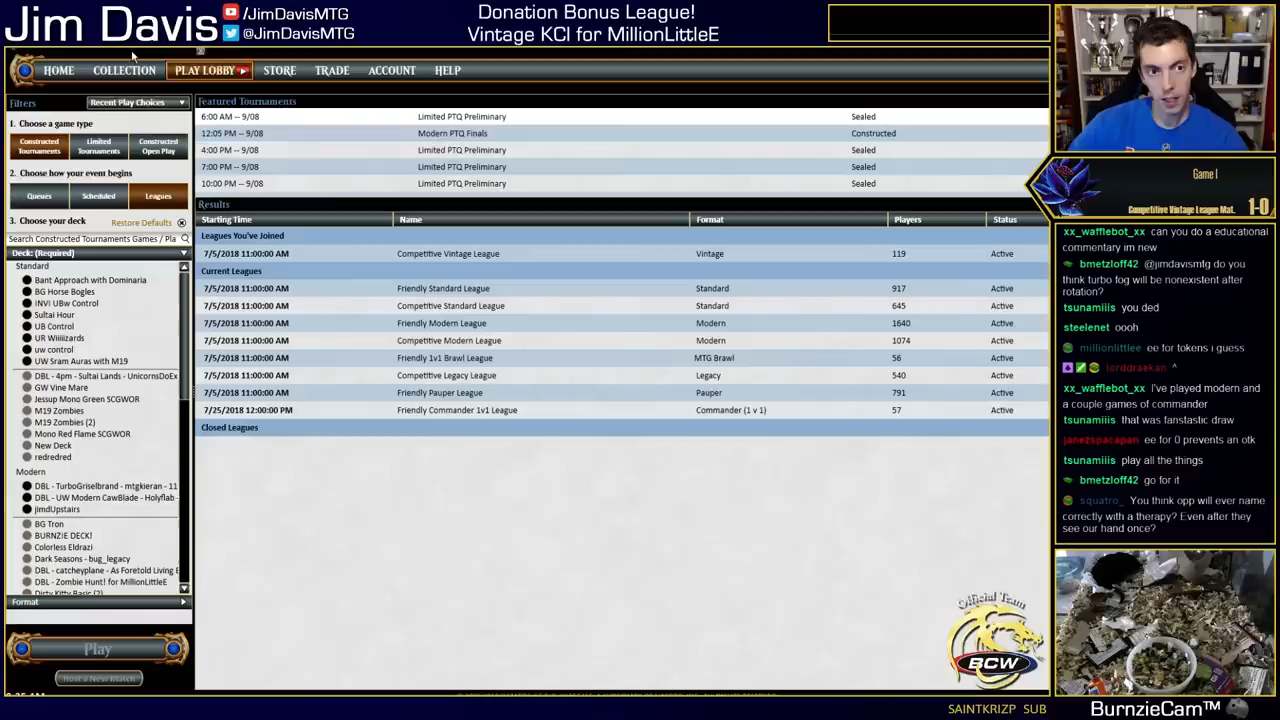 Jim Davis
/JimDavisMTG
@JimDavisMTG
Donation Bonus League!
Vintage KCI for MillionLittleE
HOME
COLLECTION
PLAY LOBBY
STORE
TRADE
ACCOUNT
HELP
Filters
Recent Play Choices
1. Choose a game type
Constructed Tournaments
Limited Tournaments
Constructed Open Play
2. Choose how your event begins
Queues
Scheduled
Leagues
3. Choose your deck
Restore Defaults
Search Constructed Tournaments Games / Pla
Deck: (Required)
Standard
Bant Approach with Dominaria
BG Horse Bogles
INVI UBw Control
Sultai Hour
UB Control
UR Wiiiizards
uw control
UW Sram Auras with M19
DBL - 4pm - Sultai Lands - UnicornsDoEx
GW Vine Mare
Jessup Mono Green SCGWOR
M19 Zombies
M19 Zombies (2)
Mono Red Flame SCGWOR
New Deck
redredred
Modern
DBL - TurboGriselbrand - mtgkieran - 11
DBL - UW Modern CawBlade - Holyflab -
jimdUpstairs
BG Tron
BURNZIE DECK!
Colorless Eldrazi
Dark Seasons - bug_legacy
DBL - catcheyplane - As Foretold Living E
DBL - Zombie Hunt! for MillionLittleE
Dirty Kitty Basic (2)
Format
Play
Host a New Match
Featured Tournaments
6:00 AM -- 9/08 Limited PTQ Preliminary Sealed
12:05 PM -- 9/08 Modern PTQ Finals Constructed
4:00 PM -- 9/08 Limited PTQ Preliminary Sealed
7:00 PM -- 9/08 Limited PTQ Preliminary Sealed
10:00 PM -- 9/08 Limited PTQ Preliminary Sealed
Results
Starting Time Name Format Players Status
Leagues You've Joined
7/5/2018 11:00:00 AM Competitive Vintage League Vintage 119 Active
Current Leagues
7/5/2018 11:00:00 AM Friendly Standard League Standard 917 Active
7/5/2018 11:00:00 AM Competitive Standard League Standard 645 Active
7/5/2018 11:00:00 AM Friendly Modern League Modern 1640 Active
7/5/2018 11:00:00 AM Competitive Modern League Modern 1074 Active
7/5/2018 11:00:00 AM Friendly 1v1 Brawl League MTG Brawl 56 Active
7/5/2018 11:00:00 AM Competitive Legacy League Legacy 540 Active
7/5/2018 11:00:00 AM Friendly Pauper League Pauper 791 Active
7/25/2018 12:00:00 PM Friendly Commander 1v1 League Commander (1 v 1) 57 Active
Closed Leagues
Official Team
BCW
Game 1
Competitive Vintage League Mat. 1-0
xx_wafflebot_xx can you do a educational
commentary im new
bmetzloff42 @jimdavismtg do you
think turbo fog will be nonexistent after
rotation?
tsunamiiis you ded
steelenet oooh
millionlittlee ee for tokens i guess
lorddraekan ^
xx_wafflebot_xx I've played modern and
a couple games of commander
tsunamiiis that was fanstastic draw
janezspacapan ee for 0 prevents an otk
tsunamiiis play all the things
bmetzloff42 go for it
squatro_ You think opp will ever name
correctly with a therapy? Even after they
see our hand once?
SAINTKRIZP SUB
BurnzieCam™